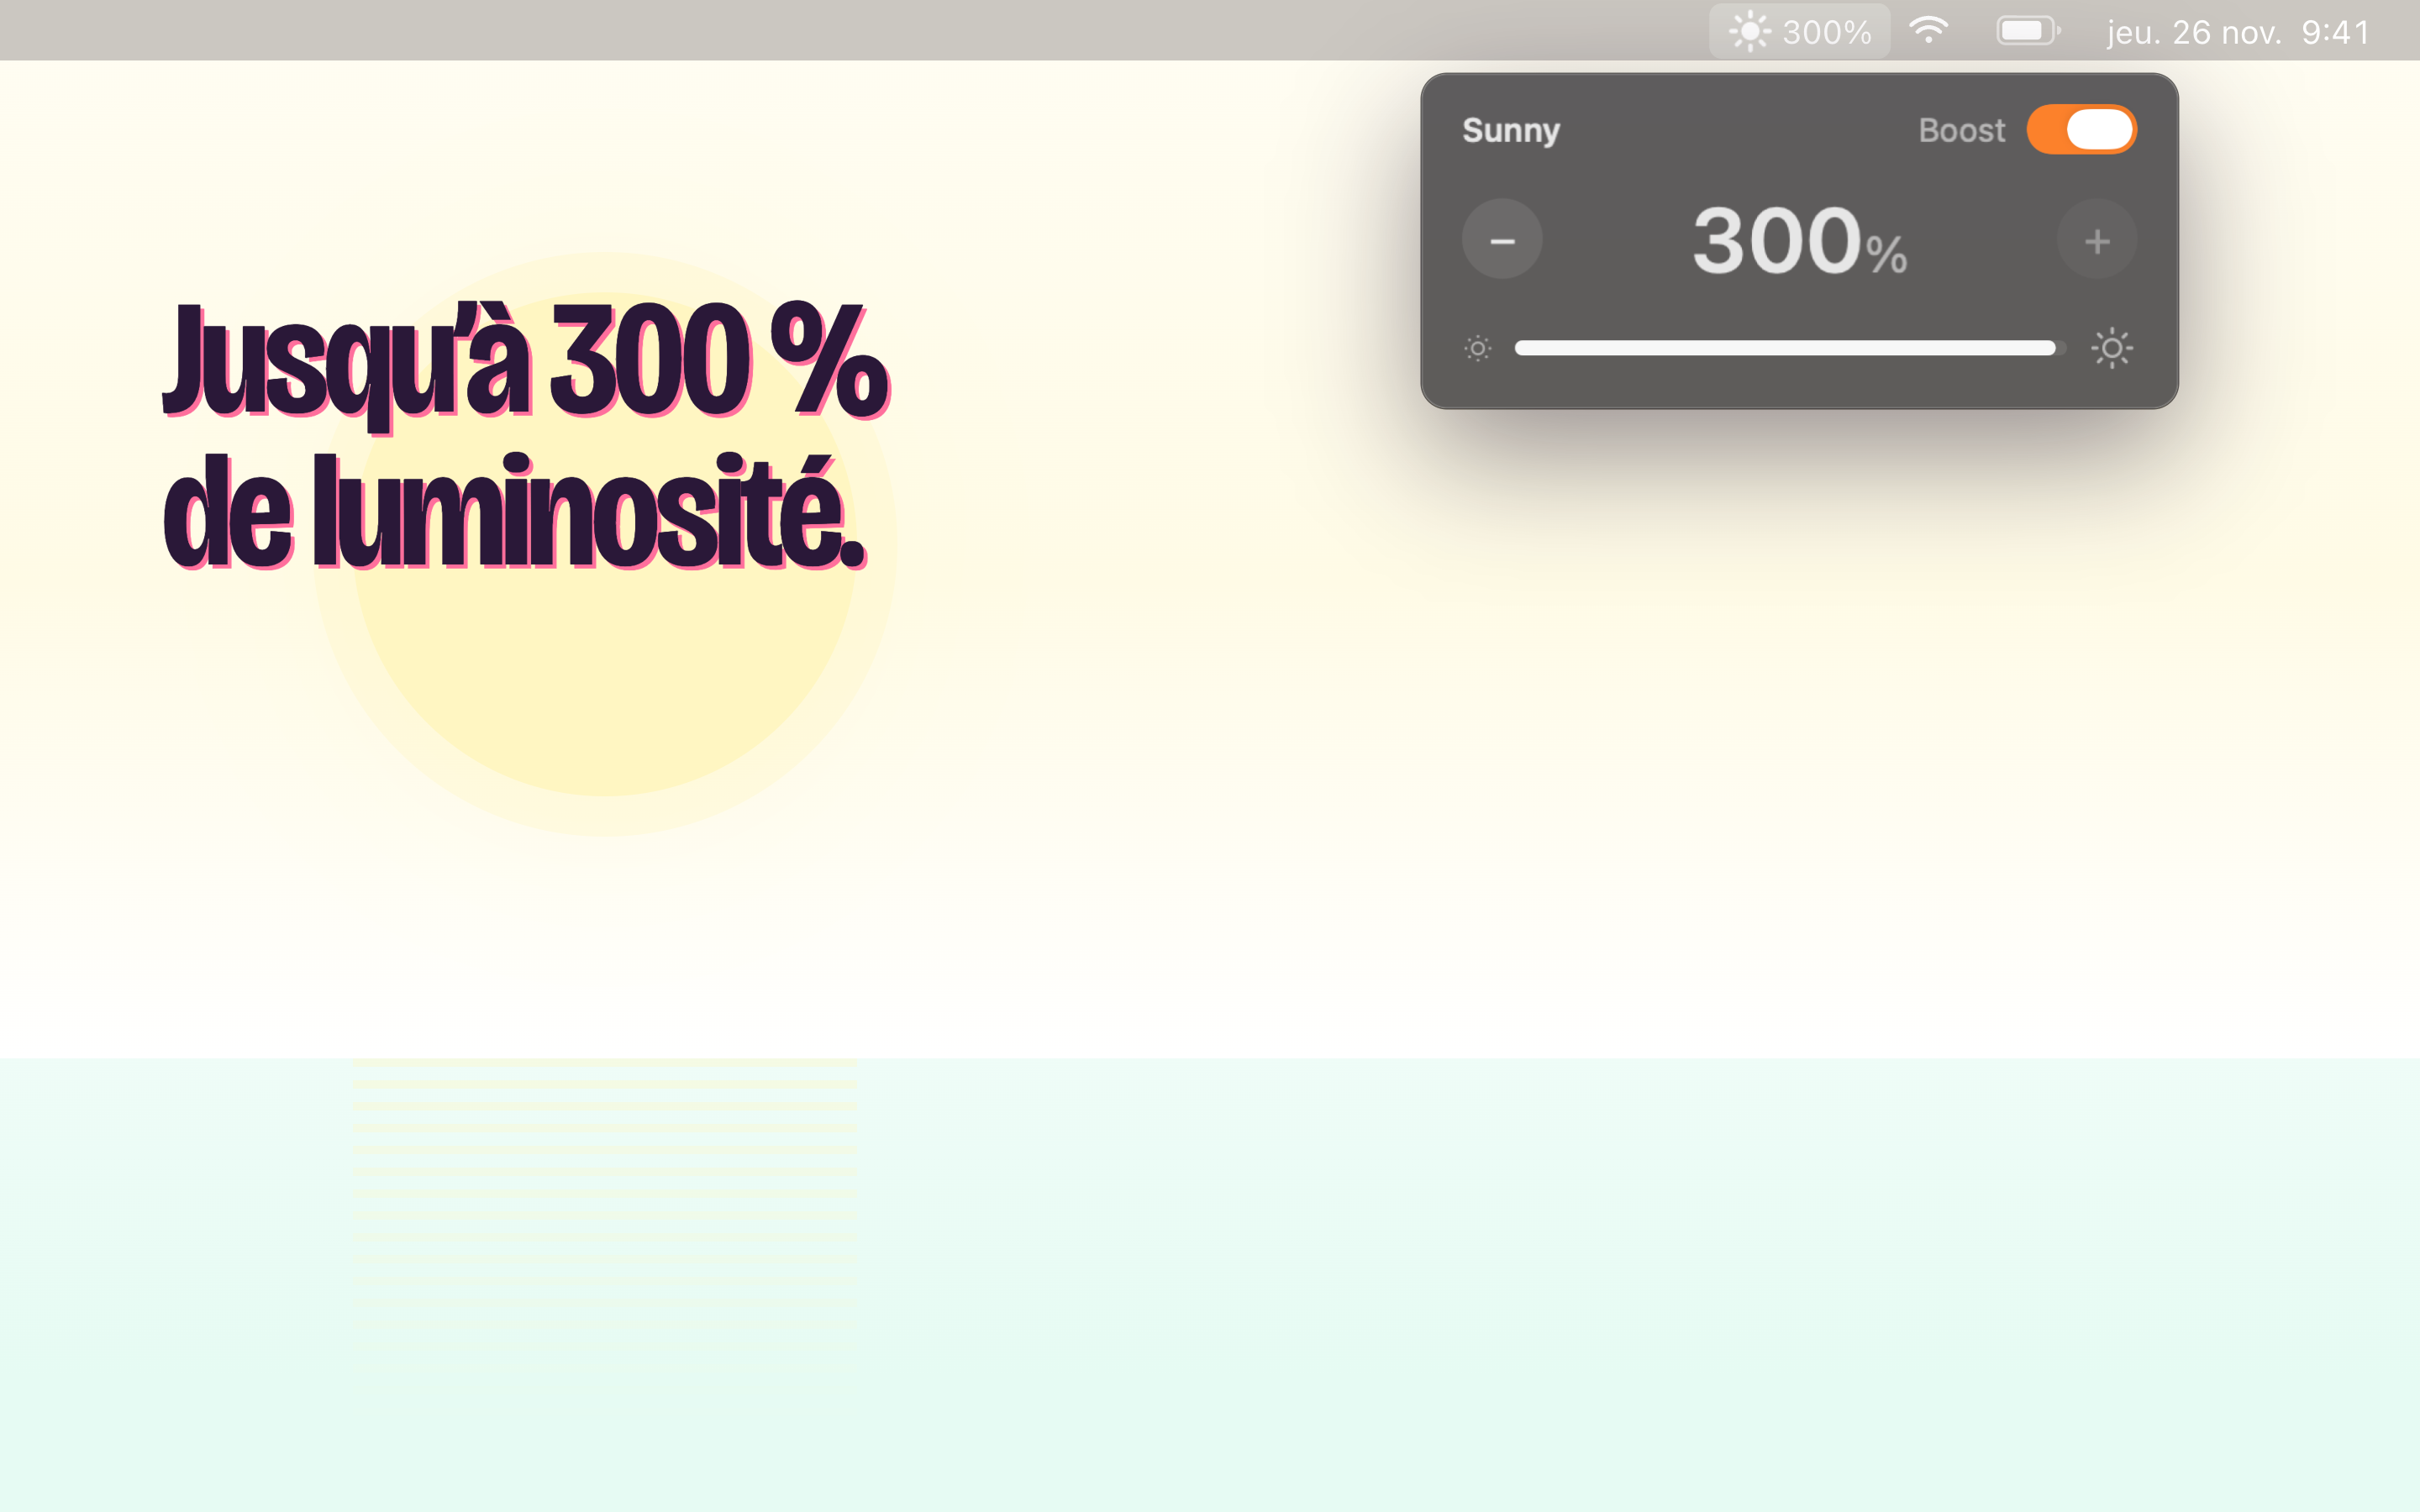 300%
jeu. 26 nov. 9:41
Sunny
Boost
300%
Jusqu’à 300 %
de luminosité.